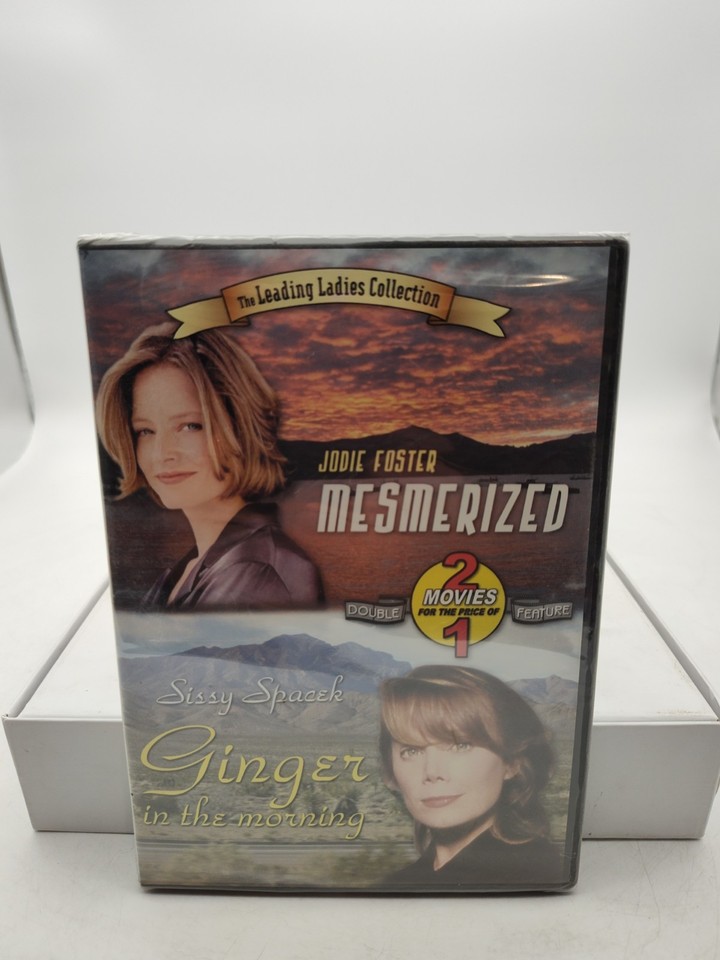 The Leading Ladies Collection
JODIE FOSTER
MESMERIZED
2
MOVIES
FOR THE PRICE OF
1
DOUBLE FEATURE
Sissy Spacek
Ginger
in the morning